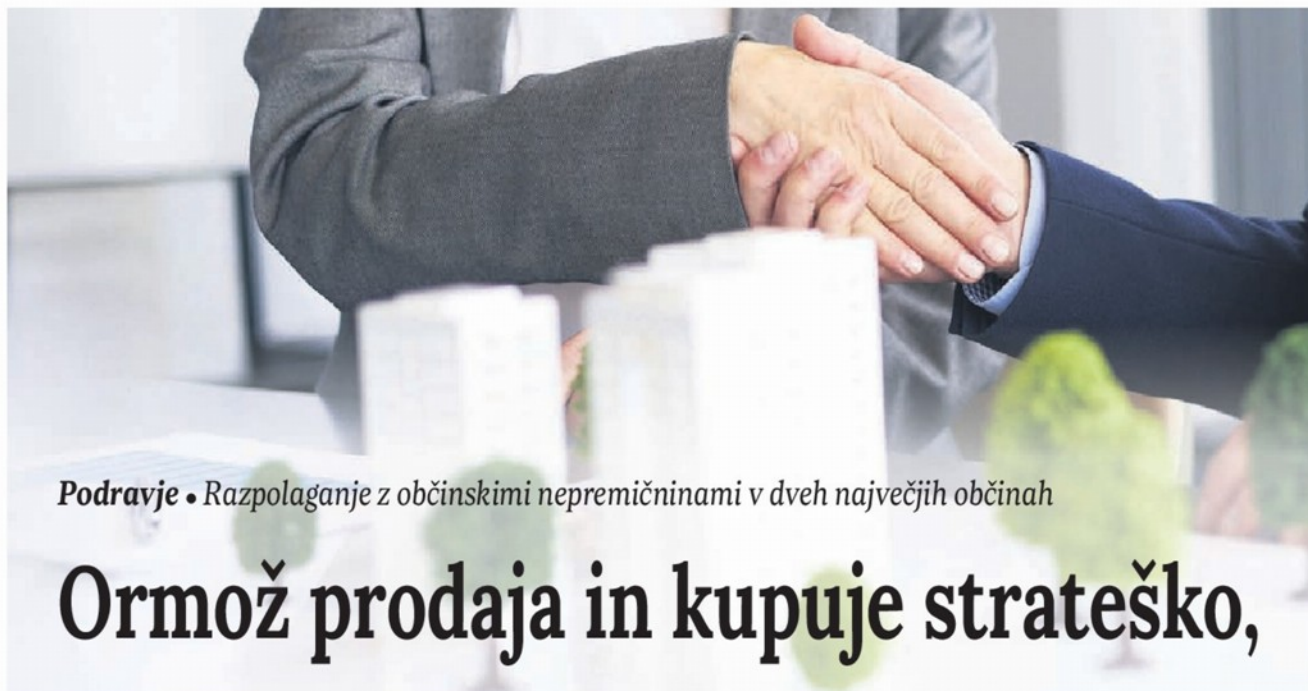 Podravje • Razpolaganje z občinskimi nepremičninami v dveh največjih občinah
Ormož prodaja in kupuje strateško,